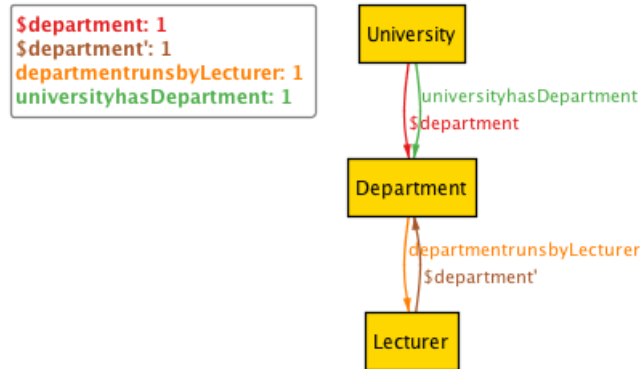 $department: 1
$department': 1
departmentrunsbyLecturer: 1
universityhasDepartment: 1
University
universityhasDepartment
$department
Department
departmentrunsbyLecturer
$department'
Lecturer